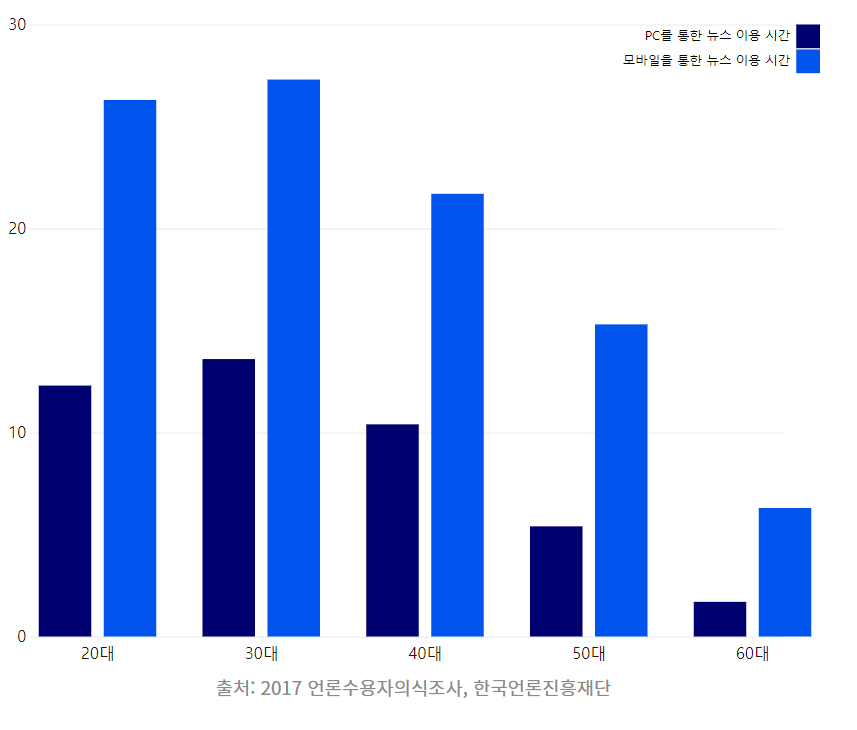 30
PC를 통한 뉴스 이용 시간
모바일을 통한 뉴스 이용 시간
20
10
0
20대 30대 40대 50대 60대
출처: 2017 언론수용자의식조사, 한국언론진흥재단